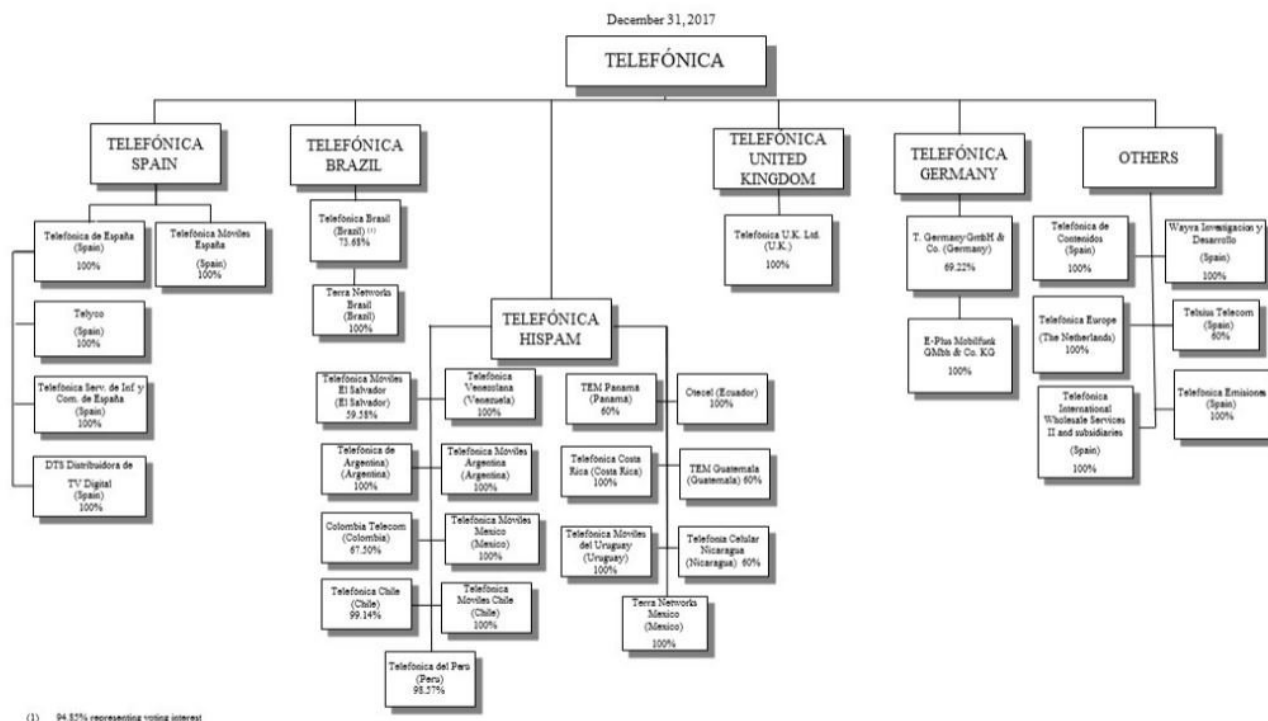 December 31, 2017
TELEFÓNICA
TELEFÓNICA
SPAIN
TELEFÓNICA
BRAZIL
TELEFÓNICA
UNITED
KINGDOM
TELEFÓNICA
GERMANY
OTHERS
Telefónica de España
(Spain)
100%
Telefónica Móviles
España
(Spain)
100%
Telyco
(Spain)
100%
Telefónica Serv. de Inf y
Com. de España
(Spain)
100%
DTS Distribuidora de
TV Digital
(Spain)
100%
Telefónica Brasil
(Brazil) (1)
73.68%
Terra Networks
Brasil
(Brazil)
100%
TELEFÓNICA
HISPAM
Telefónica Móviles
El Salvador
(El Salvador)
59.58%
Telefónica
Venezolana
(Venezuela)
100%
Telefónica de
Argentina)
(Argentina)
100%
Telefónica Móviles
Argentina
(Argentina)
100%
Colombia Telecom
(Colombia)
67.50%
Telefónica Móviles
Mexico
(Mexico)
100%
Telefónica Chile
(Chile)
99.14%
Telefónica
Móviles Chile
(Chile)
100%
Telefónica del Perú
(Peru)
98.57%
TEM Panamá
(Panamá)
60%
Otecel (Ecuador)
100%
Telefónica Costa
Rica (Costa Rica)
100%
TEM Guatemala
(Guatemala) 60%
Telefónica Móviles
del Uruguay
(Uruguay)
100%
Telefonía Celular
Nicaragua
(Nicaragua) 60%
Terra Networks
Mexico
(Mexico)
100%
Telefónica U.K. Ltd.
(U.K.)
100%
T. Germany GmbH &
Co. (Germany)
69.22%
E-Plus Mobilfunk
GMbh & Co. KG
100%
Telefónica de
Contenidos
(Spain)
100%
Wayra Investigacion y
Desarrollo
(Spain)
100%
Telefónica Europe
(The Netherlands)
100%
Telxius Telecom
(Spain)
60%
Telefónica
International
Wholesale Services
II and subsidiaries
(Spain)
100%
Telefónica Emisiones
(Spain)
100%
(1) 94.85% representing voting interest